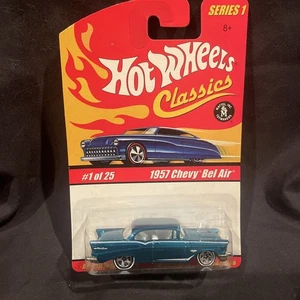 SERIES 1
8+
HOT WHEELS
Classics
#1 of 25
1957 Chevy Bel Air